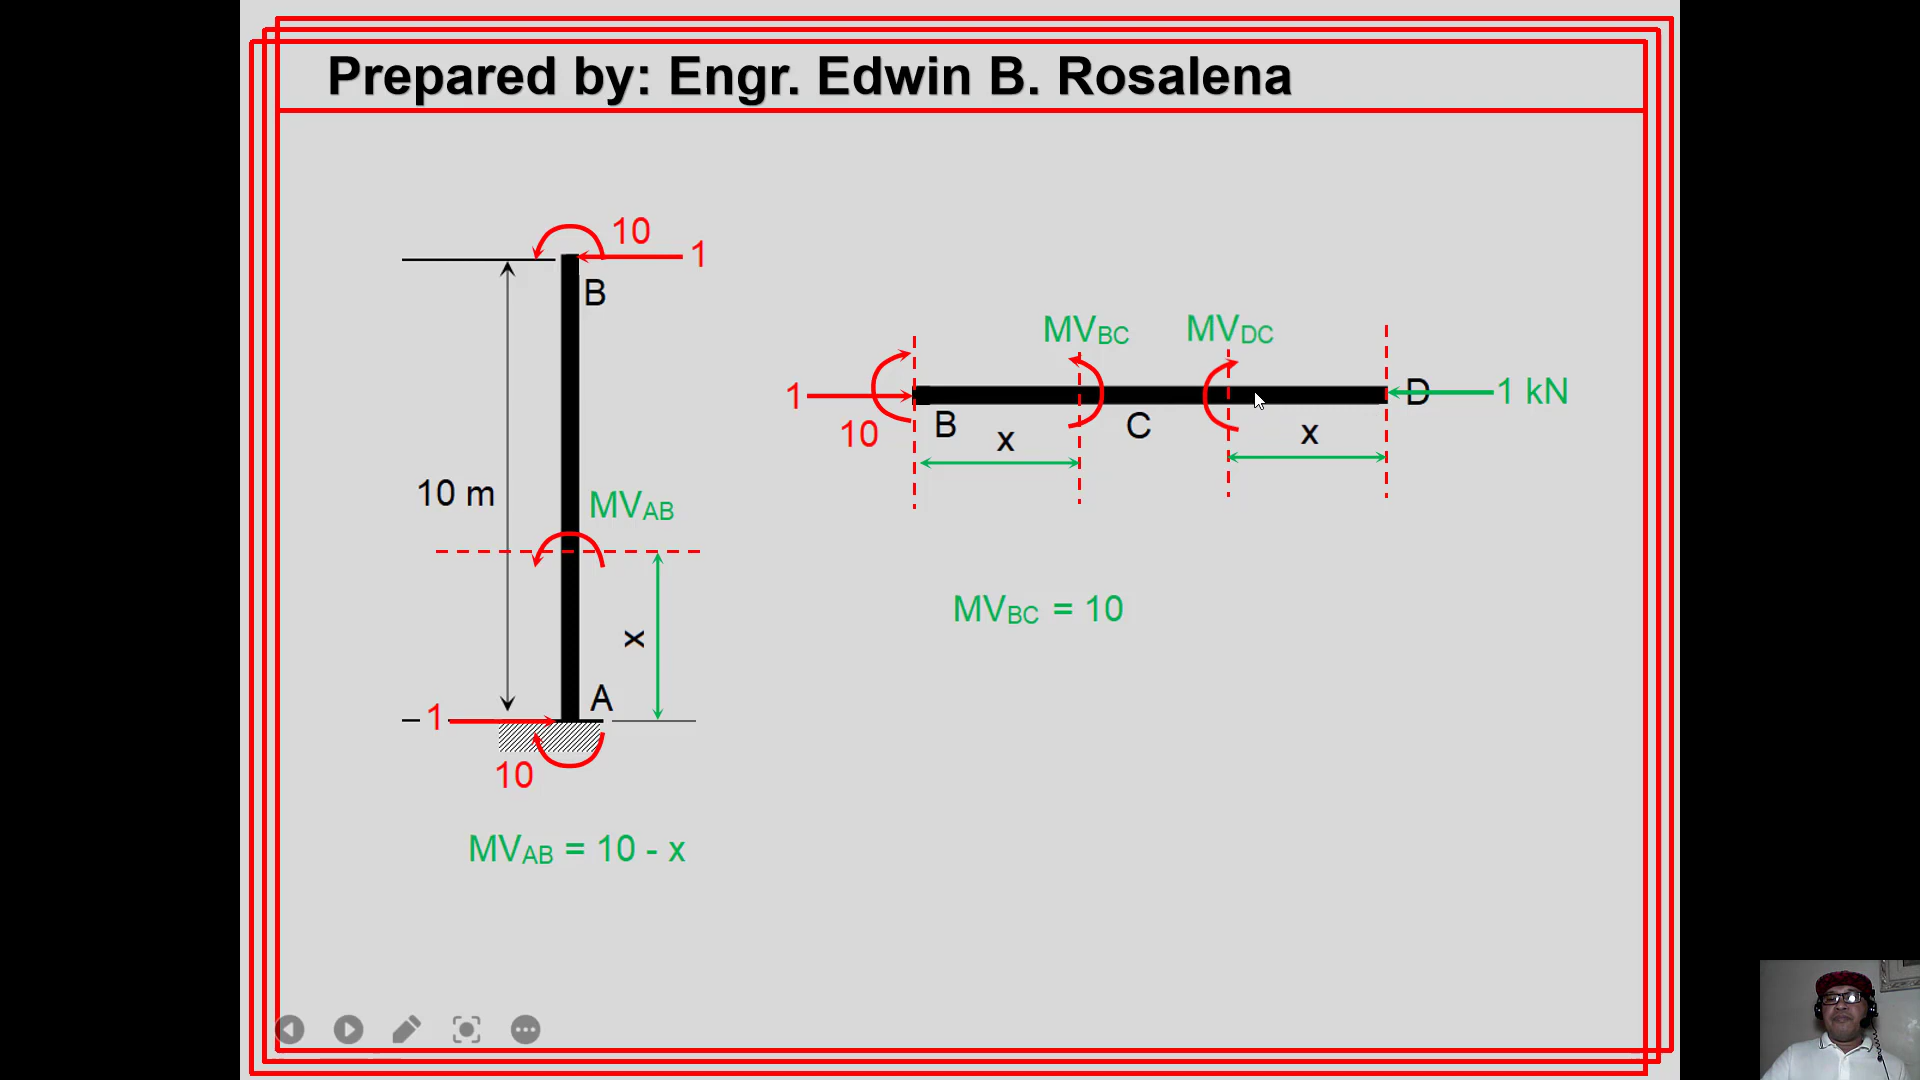 Prepared by: Engr. Edwin B. Rosalena
10
1
B
10 m
MVAB
x
A
1
10
MVAB = 10 - x
MVBC
MVDC
1
10
B
x
C
x
D
1 kN
MVBC = 10